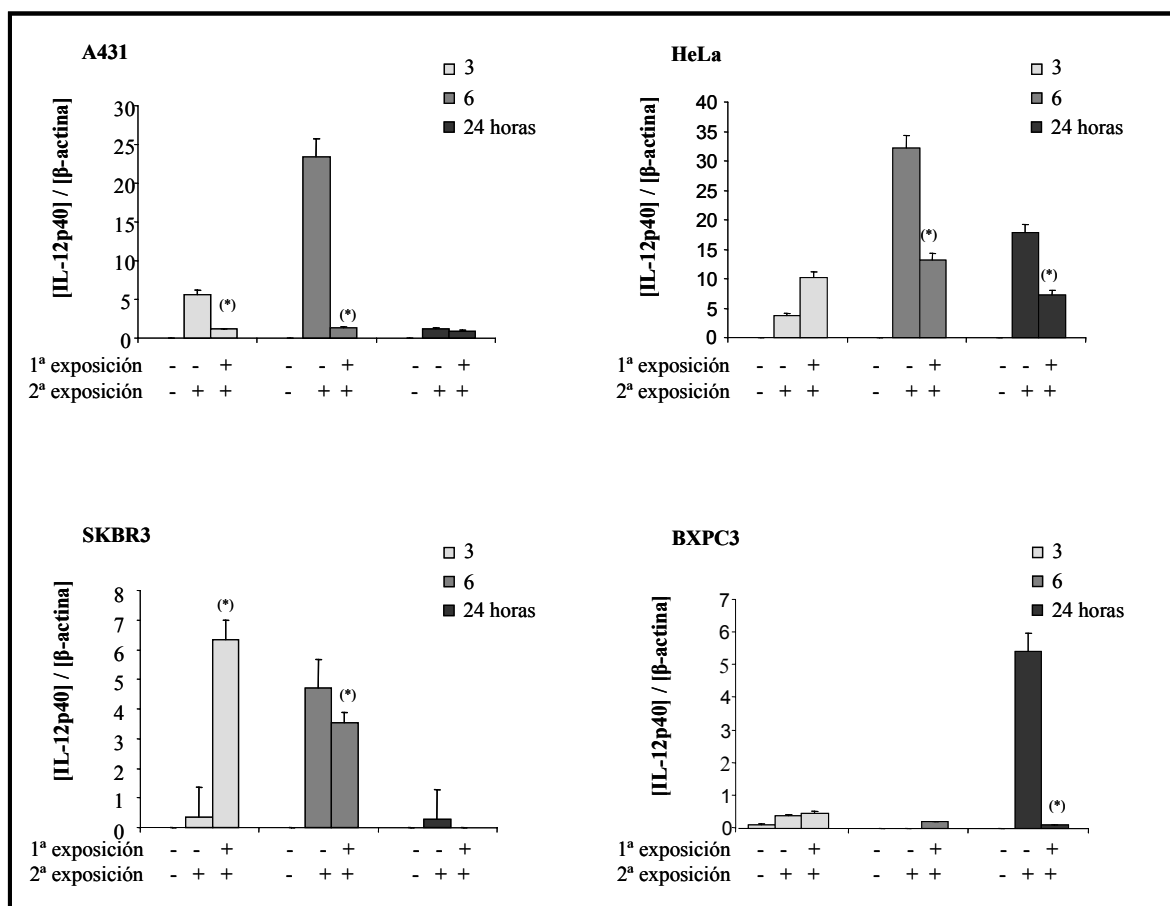 A431
3
6
24 horas
[IL-12p40] / [β-actina]
30
25
20
15
10
5
0
(*)
(*)
1ª exposición - - + - - + - - +
2ª exposición - + + - + + - + +
HeLa
3
6
24 horas
[IL-12p40] / [β-actina]
40
35
30
25
20
15
10
5
0
(*)
(*)
- - + - - + - - +
- + + - + + - + +
SKBR3
3
6
24 horas
[IL-12p40] / [β-actina]
8
7
6
5
4
3
2
1
0
(*)
(*)
1ª exposición - - + - - + - - +
2ª exposición - + + - + + - + +
BXPC3
3
6
24 horas
[IL-12p40] / [β-actina]
7
6
5
4
3
2
1
0
(*)
1ª exposición - - + - - + - - +
2ª exposición - + + - + + - + +